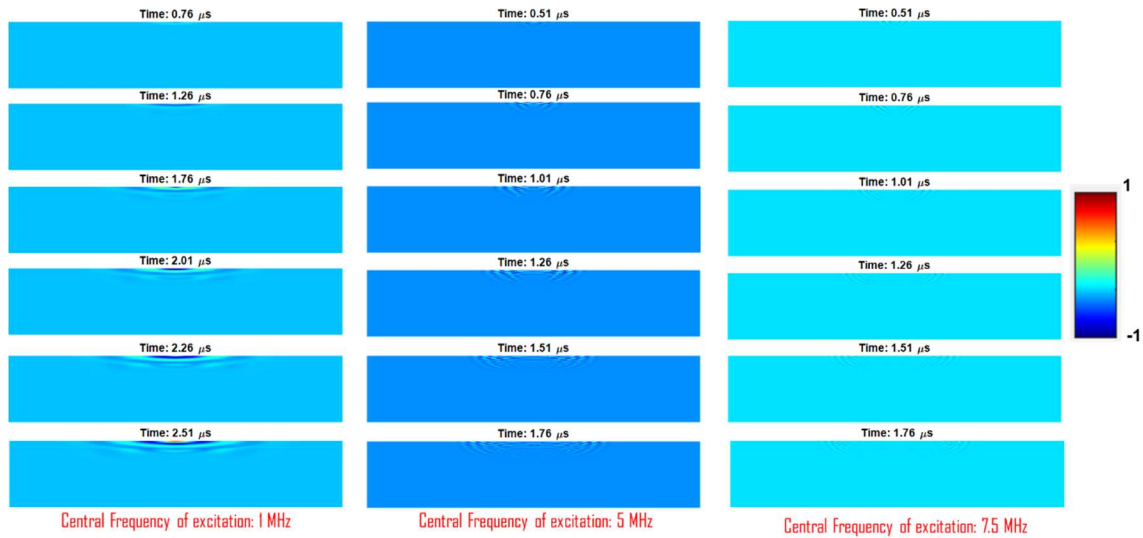 Time: 0.76 μs
Time: 1.26 μs
Time: 1.76 μs
Time: 2.01 μs
Time: 2.26 μs
Time: 2.51 μs
Central Frequency of excitation: 1 MHz
Time: 0.51 μs
Time: 0.76 μs
Time: 1.01 μs
Time: 1.26 μs
Time: 1.51 μs
Time: 1.76 μs
Central Frequency of excitation: 5 MHz
Time: 0.51 μs
Time: 0.76 μs
Time: 1.01 μs
Time: 1.26 μs
Time: 1.51 μs
Time: 1.76 μs
Central Frequency of excitation: 7.5 MHz
1
-1